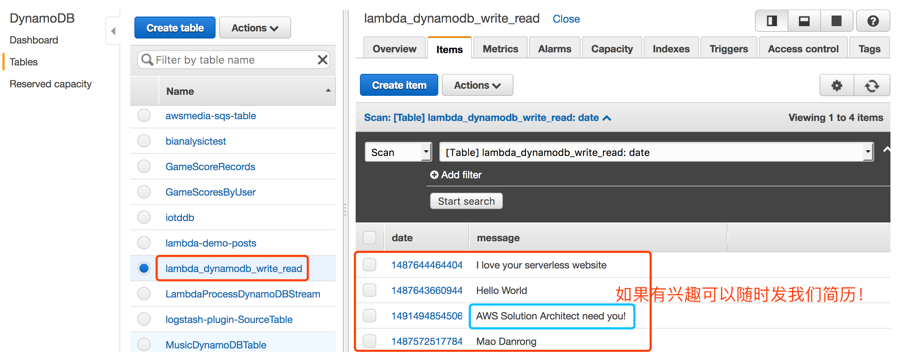 DynamoDB
Dashboard
Tables
Reserved capacity
Create table
Actions
Filter by table name
Name
awsmedia-sqs-table
bianalysictest
GameScoreRecords
GameScoresByUser
iotddb
lambda-demo-posts
lambda_dynamodb_write_read
LambdaProcessDynamoDBStream
logstash-plugin-SourceTable
MusicDynamoDBTable
lambda_dynamodb_write_read Close
Overview Items Metrics Alarms Capacity Indexes Triggers Access control Tags
Create item Actions
Scan: [Table] lambda_dynamodb_write_read: date Viewing 1 to 4 items
Scan [Table] lambda_dynamodb_write_read: date
Add filter
Start search
date message
1487644464404 I love your serverless website
1487643660944 Hello World
如果有兴趣可以随时发我们简历！
1491494854506 AWS Solution Architect need you!
1487572517784 Mao Danrong